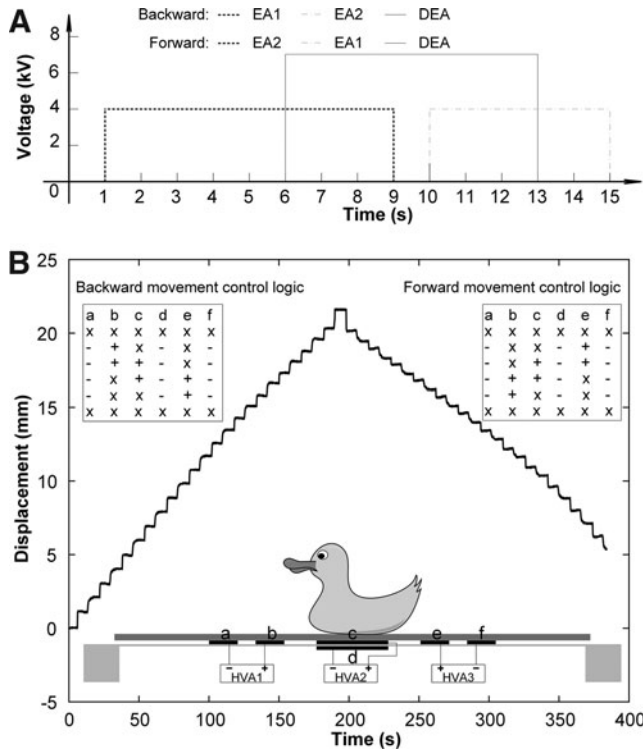 A
Backward: EA1 EA2 DEA
Forward: EA2 EA1 DEA
Voltage (kV)
8
6
4
2
0
1 2 3 4 5 6 7 8 9 10 11 12 13 14 15
Time (s)
B
25
20
15
10
5
0
-5
Displacement (mm)
Backward movement control logic
a b c d e f
x x x x x x
- + x - x -
- + + - x -
- x + - + -
- x x - + -
x x x x x x
Forward movement control logic
a b c d e f
x x x x x x
- x x - + -
- x + - + -
- + + - x -
- + x - x -
x x x x x x
a b c d e f
- + - + + -
HVA1 HVA2 HVA3
0 50 100 150 200 250 300 350 400
Time (s)